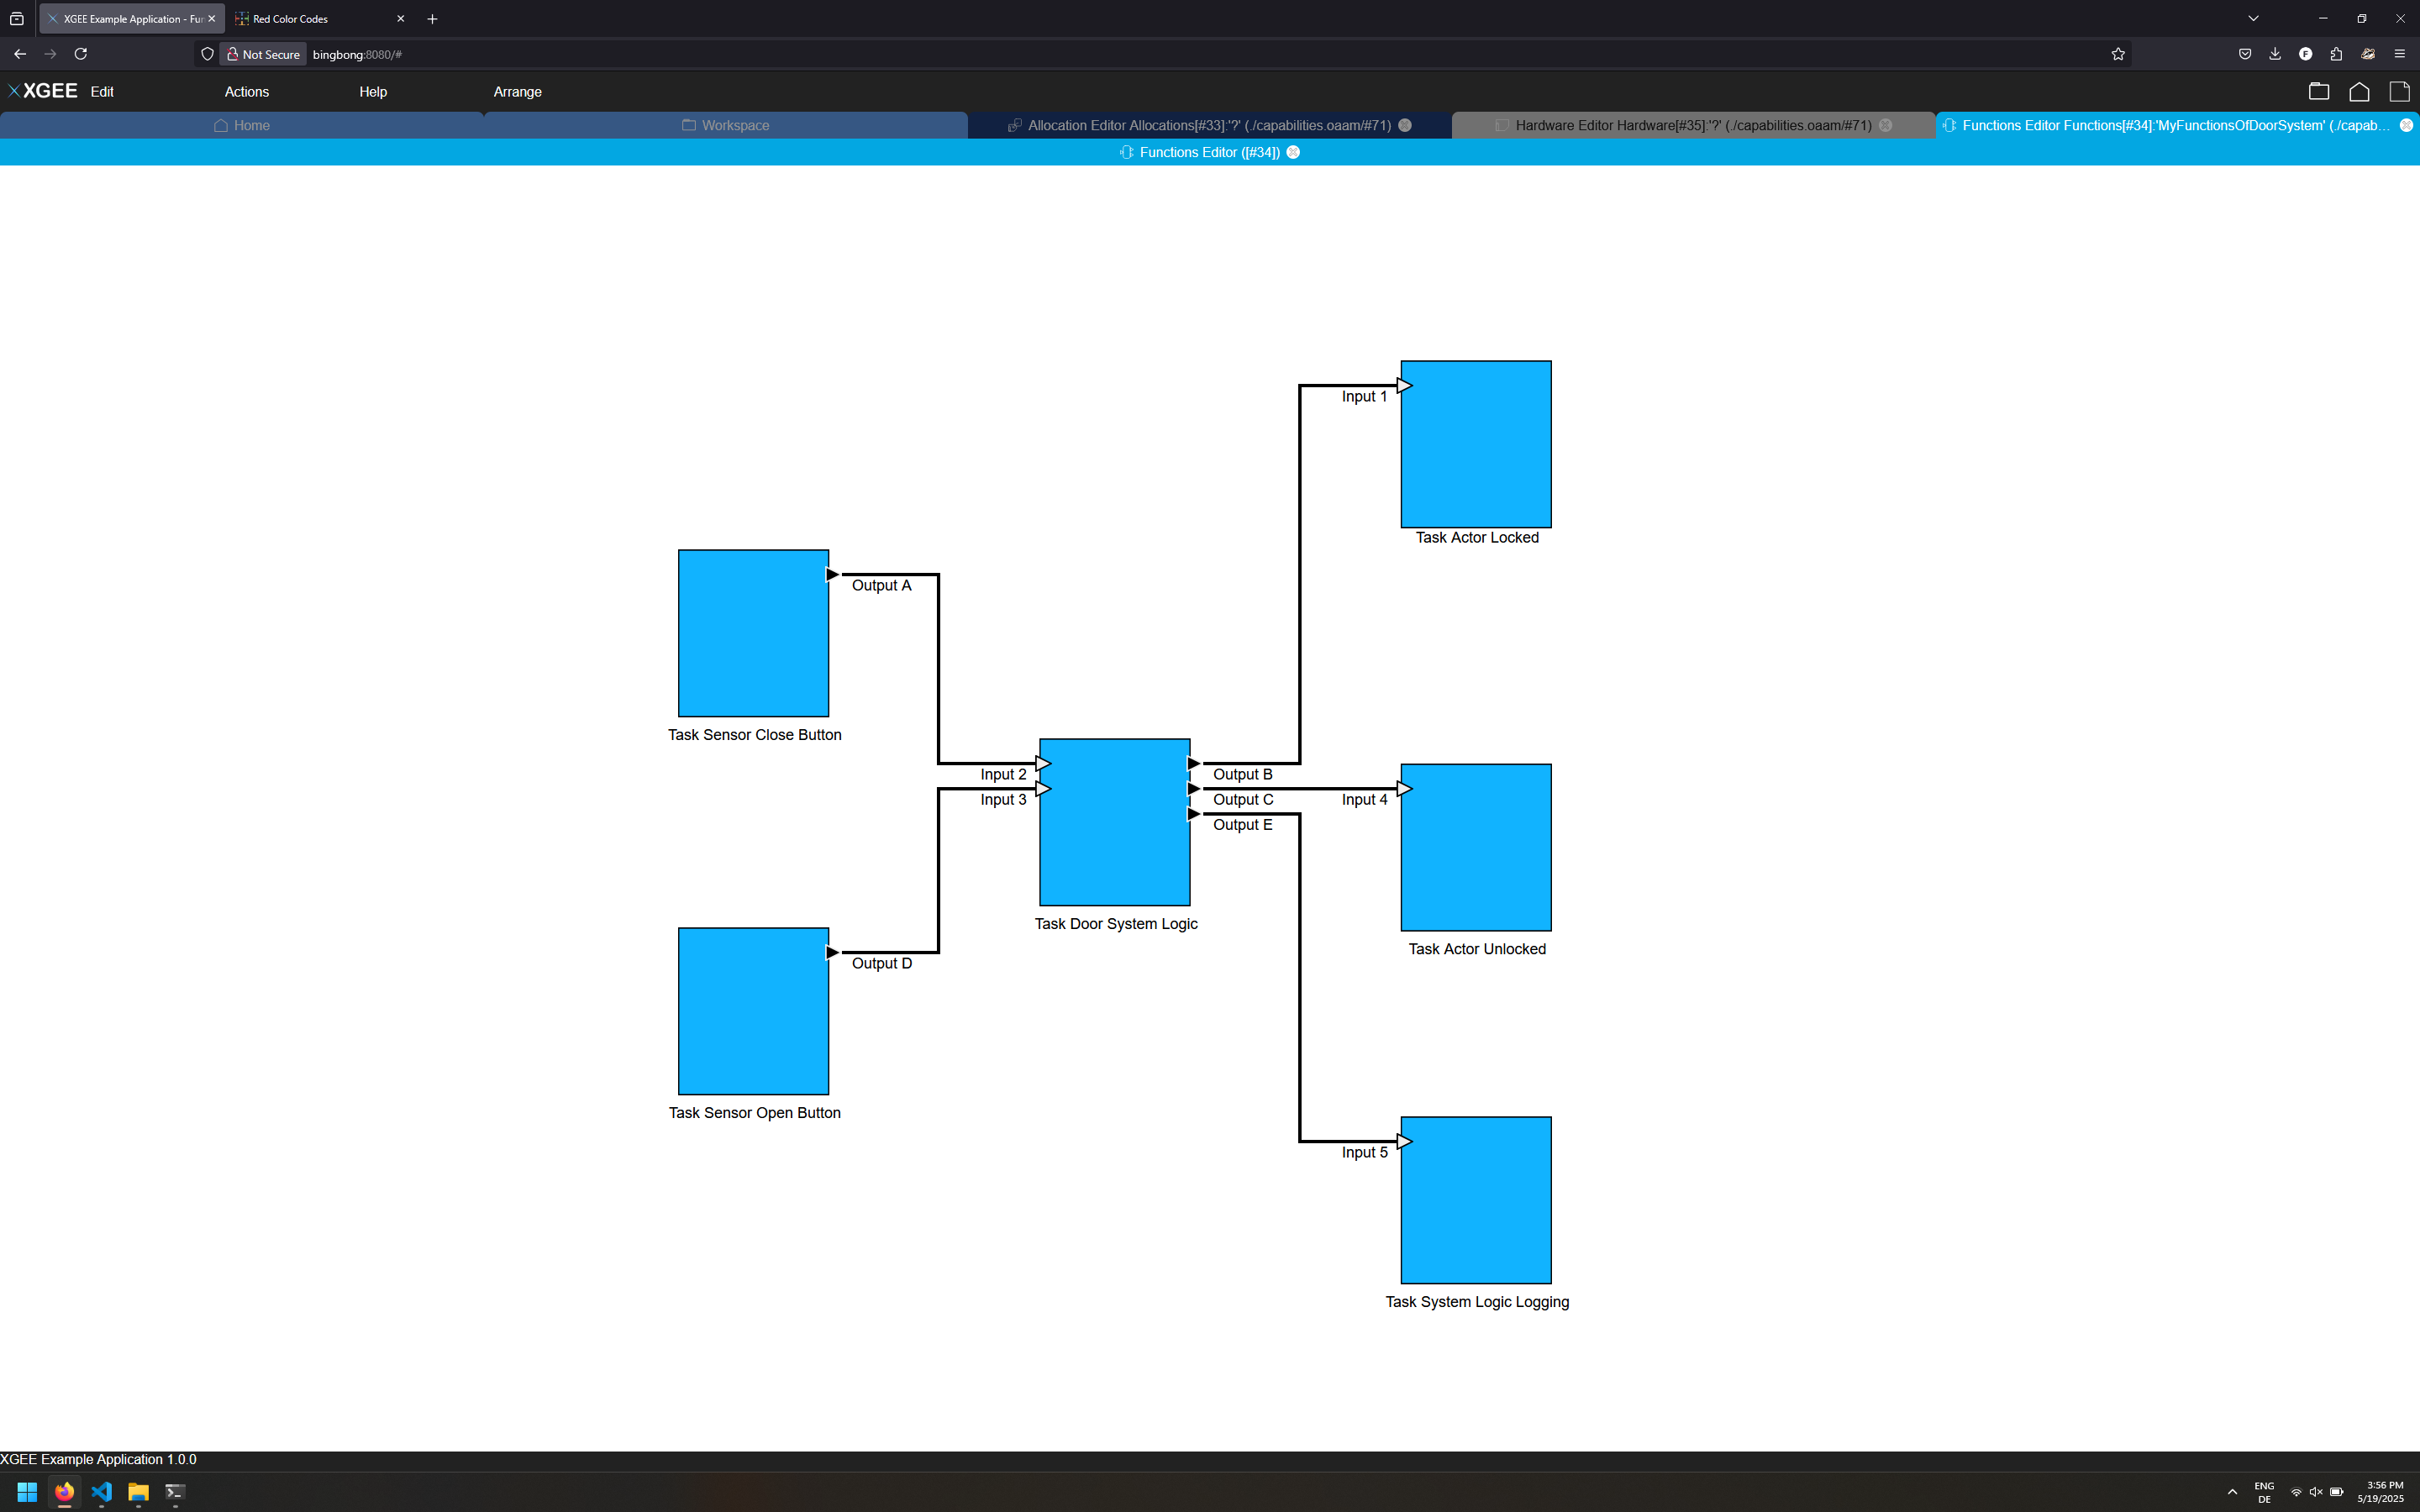 XGEE Example Application - Fur
Red Color Codes
Not Secure
bingbong:8080/#
XGEE
Edit
Actions
Help
Arrange
Home
Workspace
Allocation Editor Allocations[#33]:'?' (./capabilities.oaam/#71)
Hardware Editor Hardware[#35]:'?' (./capabilities.oaam/#71)
Functions Editor Functions[#34]:'MyFunctionsOfDoorSystem' (./capab...
Functions Editor ([#34])
Input 1
Task Actor Locked
Output A
Task Sensor Close Button
Input 2
Output B
Input 3
Output C
Input 4
Output E
Task Door System Logic
Task Actor Unlocked
Output D
Task Sensor Open Button
Input 5
Task System Logic Logging
XGEE Example Application 1.0.0
ENG
DE
3:56 PM
5/19/2025